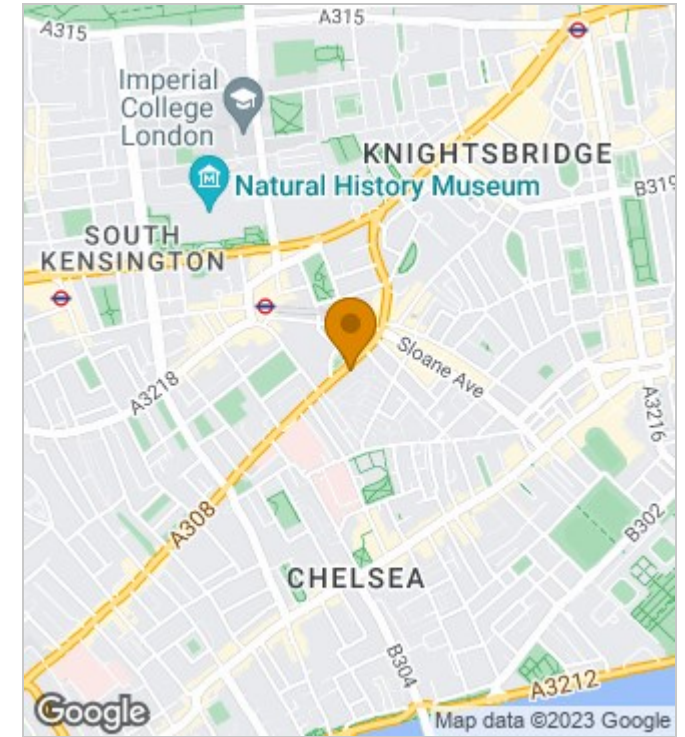 A315
A315
Imperial
College
London
KNIGHTSBRIDGE
Natural History Museum
B319
SOUTH
KENSINGTON
Sloane Ave
A3218
A3216
A308
B302
CHELSEA
B304
A3212
Google
Map data ©2023 Google